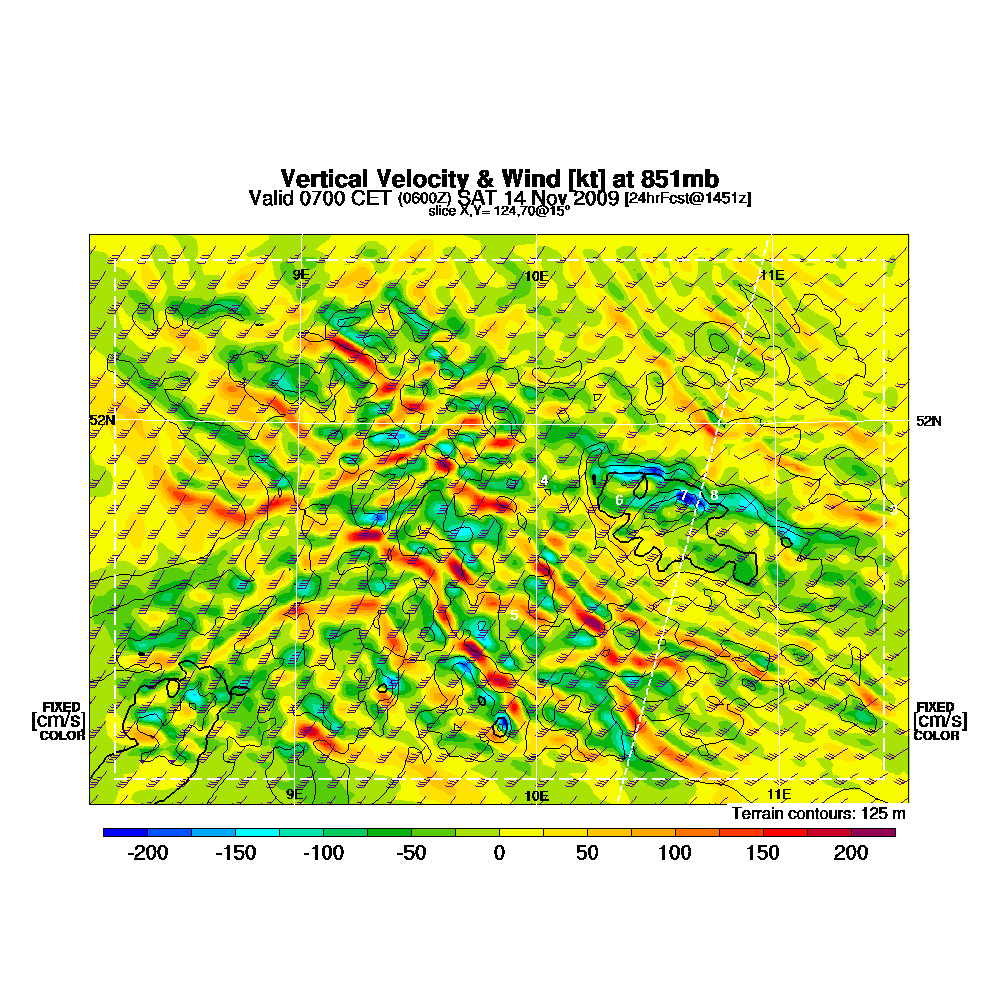 Vertical Velocity & Wind [kt] at 851mb
Valid 0700 CET (0600Z) SAT 14 Nov 2009 [24hrFcst@1451z]
slice X,Y= 124,70@15°
9E 10E 11E
52N 52N
4
6 7 8
3
5
FIXED FIXED
[cm/s] [cm/s]
COLOR COLOR
9E 10E 11E
Terrain contours: 125 m
-200 -150 -100 -50 0 50 100 150 200